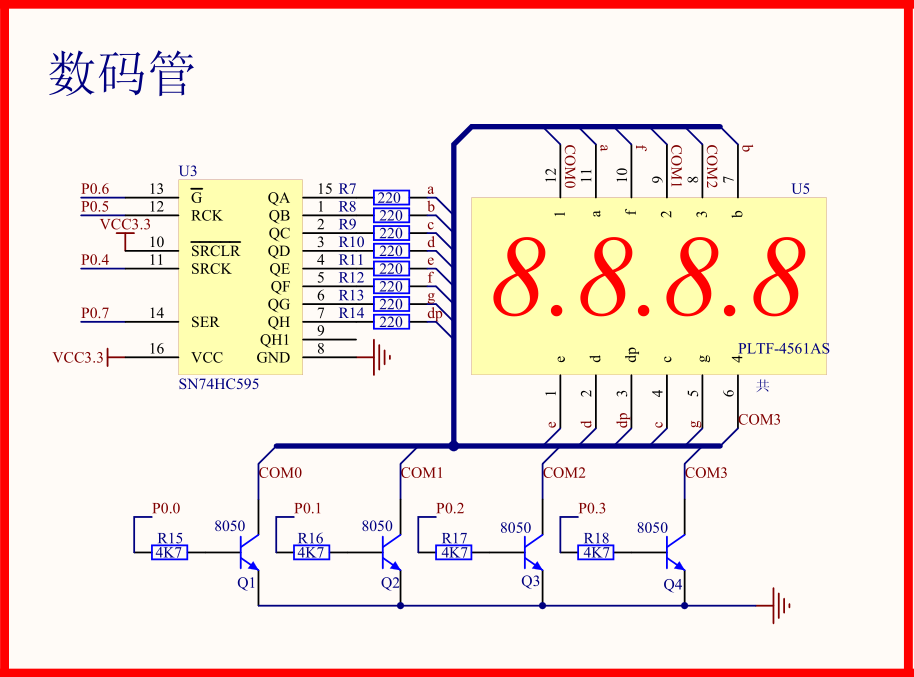 数码管
U3
P0.6 13 G QA 15 R7 220 a
P0.5 12 RCK QB 1 R8 220 b
VCC3.3 QC 2 R9 220 c
10 SRCLR QD 3 R10 220 d
P0.4 11 SRCK QE 4 R11 220 e
QF 5 R12 220 f
QG 6 R13 220 g
P0.7 14 SER QH 7 R14 220 dp
QH1 9
VCC3.3 16 VCC GND 8
SN74HC595
12 COM0 11 a 10 f 9 COM1 8 COM2 7 b
U5
1 a f 2 3 b
8.8.8.8
PLTF-4561AS
e d dp c g 4
共
1 2 3 4 5 6
e d dp c g COM3
COM0 COM1 COM2 COM3
P0.0 P0.1 P0.2 P0.3
8050 8050 8050 8050
R15 R16 R17 R18
4K7 4K7 4K7 4K7
Q1 Q2 Q3 Q4